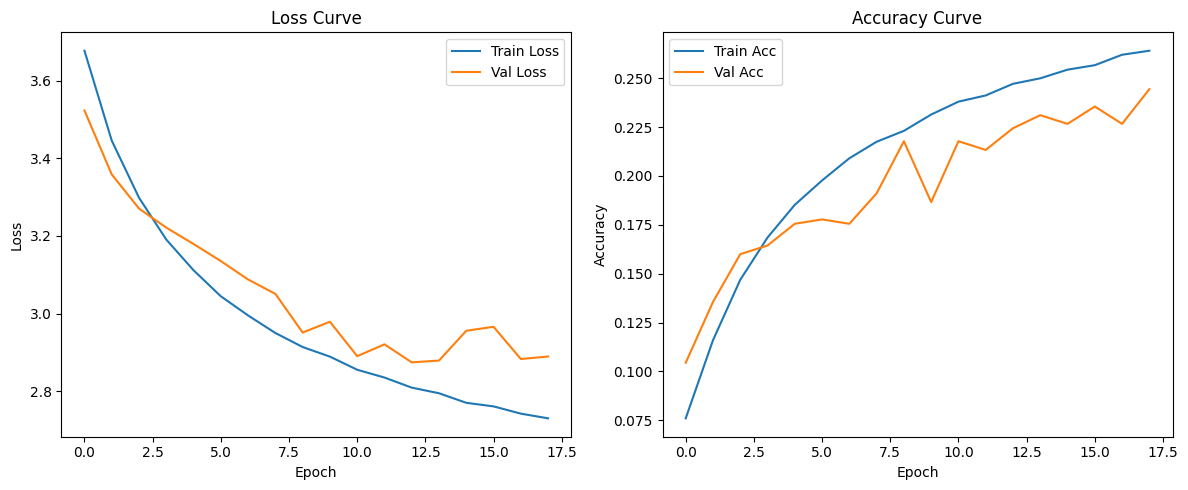 Loss Curve
Train Loss
Val Loss
3.6
3.4
3.2
3.0
2.8
Loss
0.0 2.5 5.0 7.5 10.0 12.5 15.0 17.5
Epoch
Accuracy Curve
Train Acc
Val Acc
0.250
0.225
0.200
0.175
0.150
0.125
0.100
0.075
Accuracy
0.0 2.5 5.0 7.5 10.0 12.5 15.0 17.5
Epoch